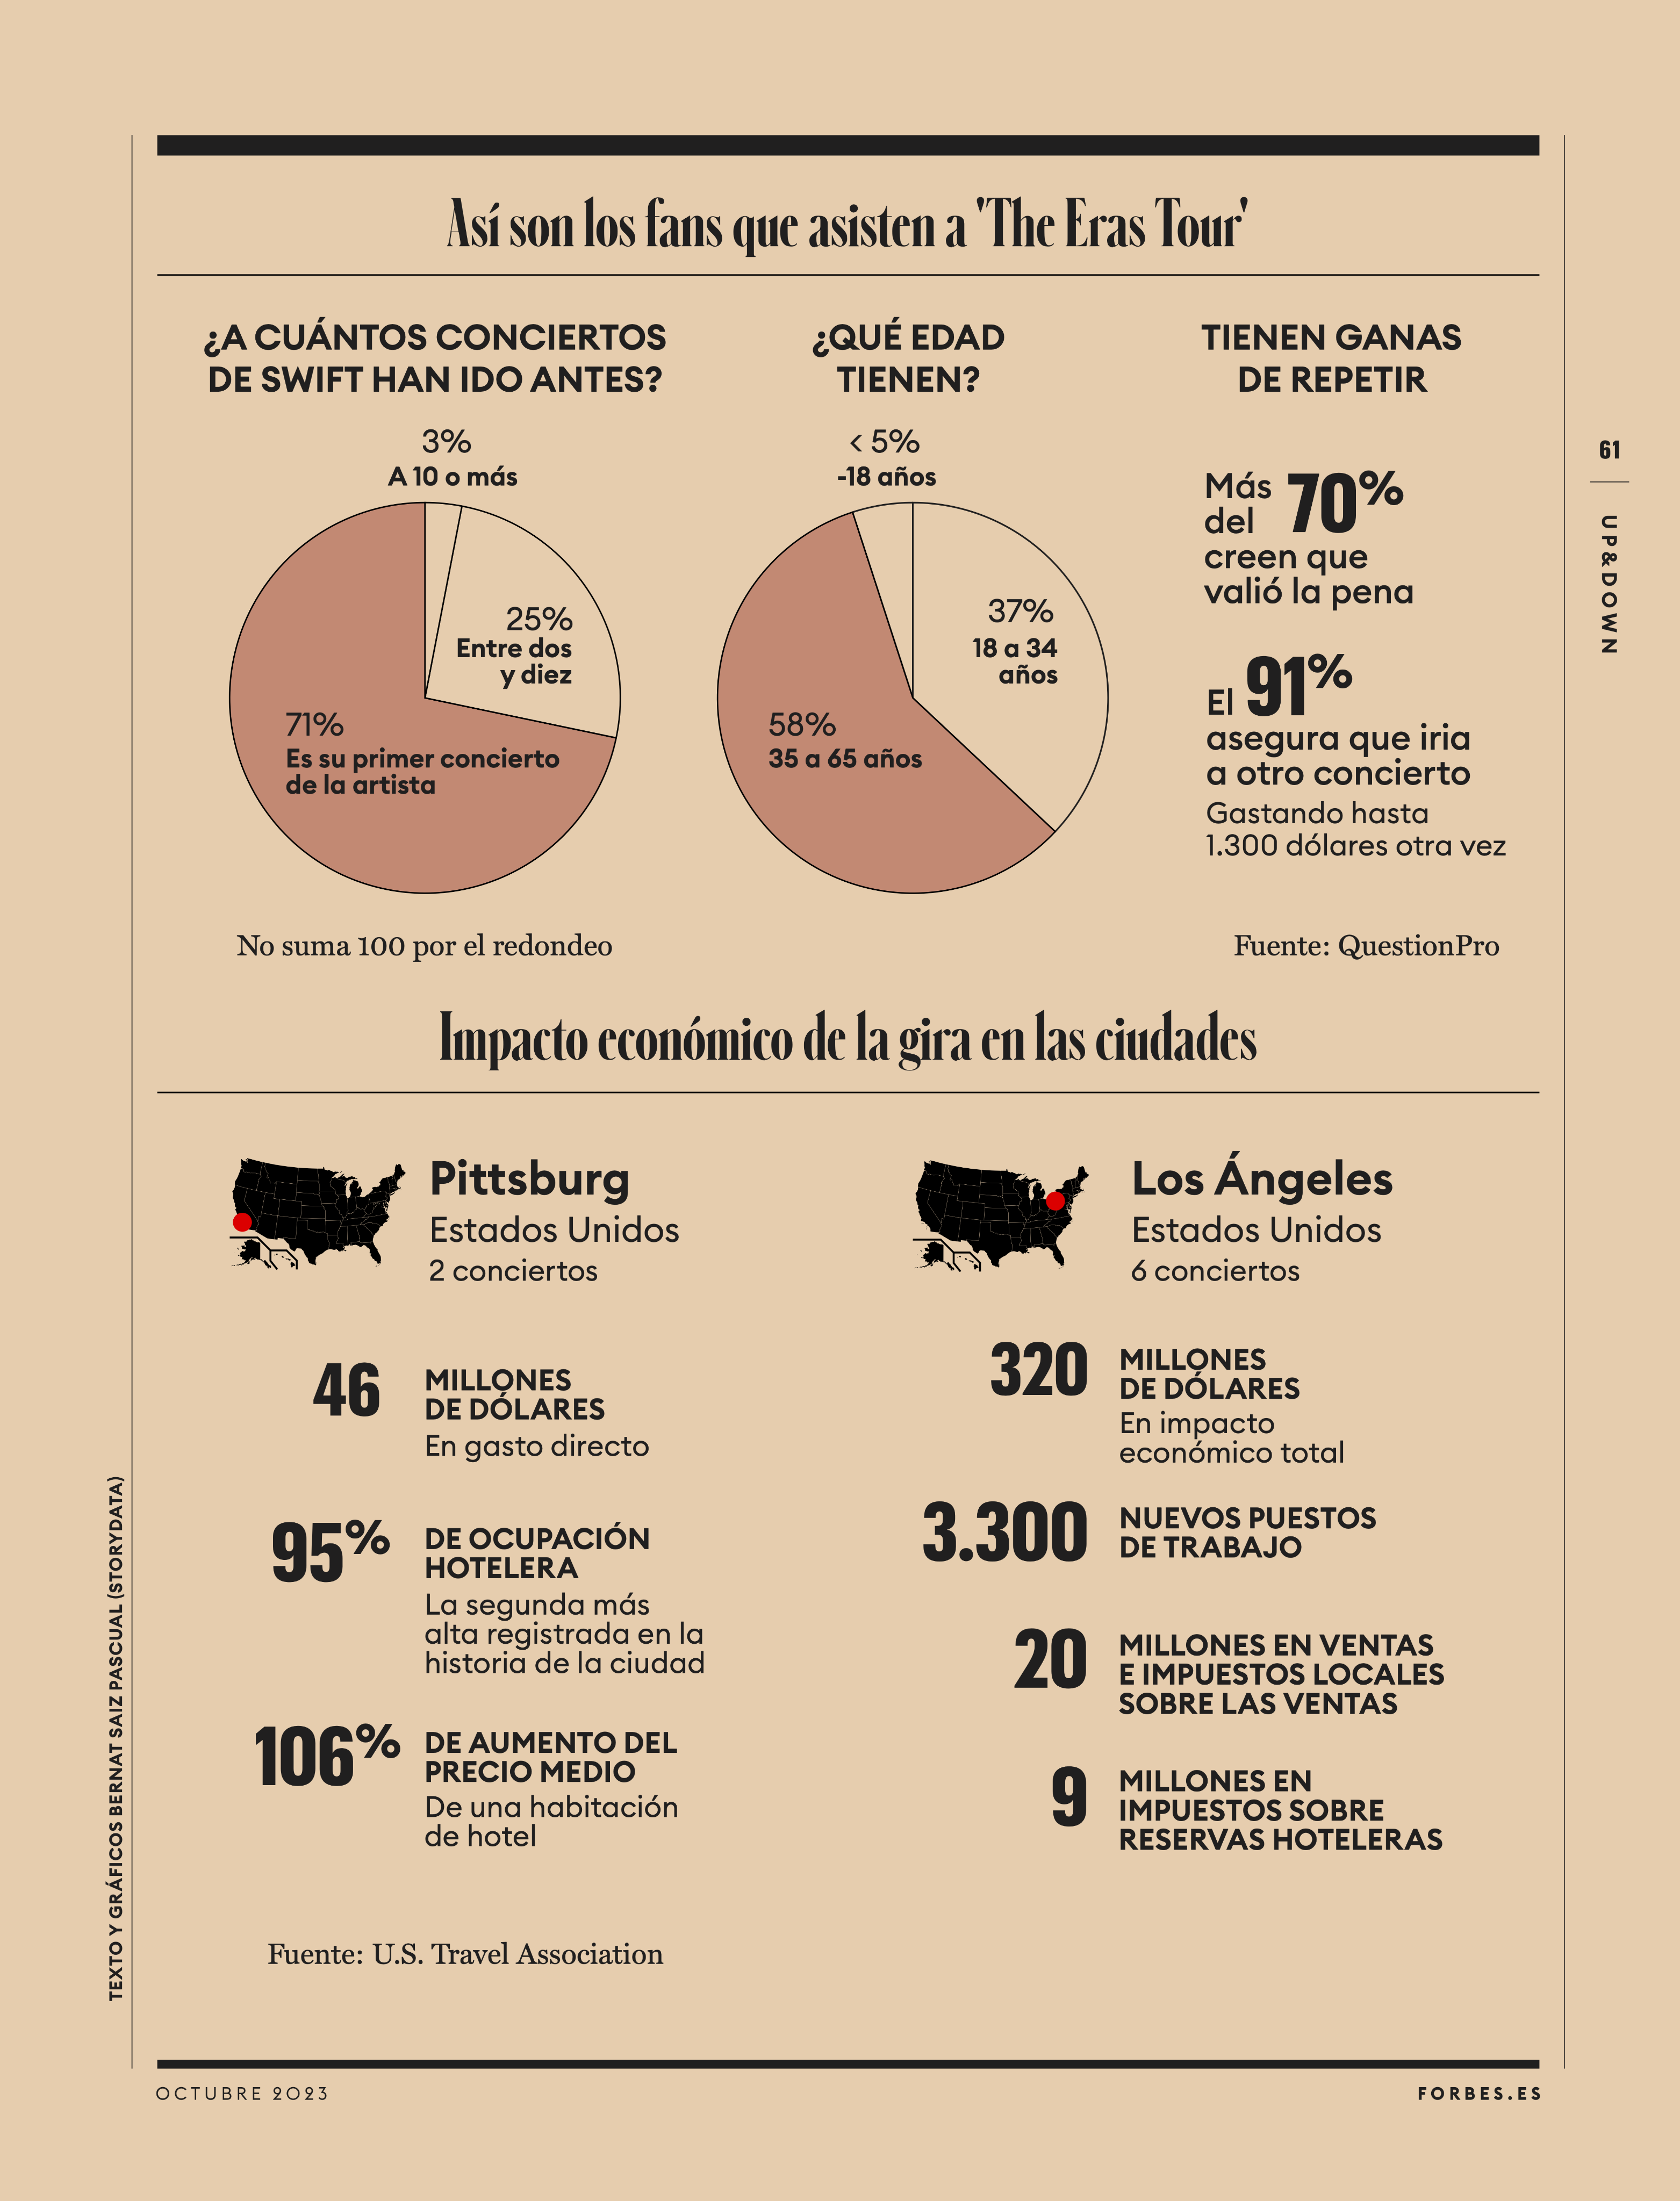 Así son los fans que asisten a 'The Eras Tour'
¿A CUÁNTOS CONCIERTOS
DE SWIFT HAN IDO ANTES?
3%
A 10 o más
25%
Entre dos
y diez
71%
Es su primer concierto
de la artista
No suma 100 por el redondeo
¿QUÉ EDAD
TIENEN?
< 5%
-18 años
37%
18 a 34
años
58%
35 a 65 años
TIENEN GANAS
DE REPETIR
Más
del 70%
creen que
valió la pena
El 91%
asegura que iria
a otro concierto
Gastando hasta
1.300 dólares otra vez
Fuente: QuestionPro
61
UP&DOWN
Impacto económico de la gira en las ciudades
Pittsburg
Estados Unidos
2 conciertos
46 MILLONES
DE DÓLARES
En gasto directo
95% DE OCUPACIÓN
HOTELERA
La segunda más
alta registrada en la
historia de la ciudad
106% DE AUMENTO DEL
PRECIO MEDIO
De una habitación
de hotel
Fuente: U.S. Travel Association
Los Ángeles
Estados Unidos
6 conciertos
320 MILLONES
DE DÓLARES
En impacto
económico total
3.300 NUEVOS PUESTOS
DE TRABAJO
20 MILLONES EN VENTAS
E IMPUESTOS LOCALES
SOBRE LAS VENTAS
9 MILLONES EN
IMPUESTOS SOBRE
RESERVAS HOTELERAS
TEXTO Y GRÁFICOS BERNAT SAIZ PASCUAL (STORYDATA)
OCTUBRE 2023
FORBES.ES